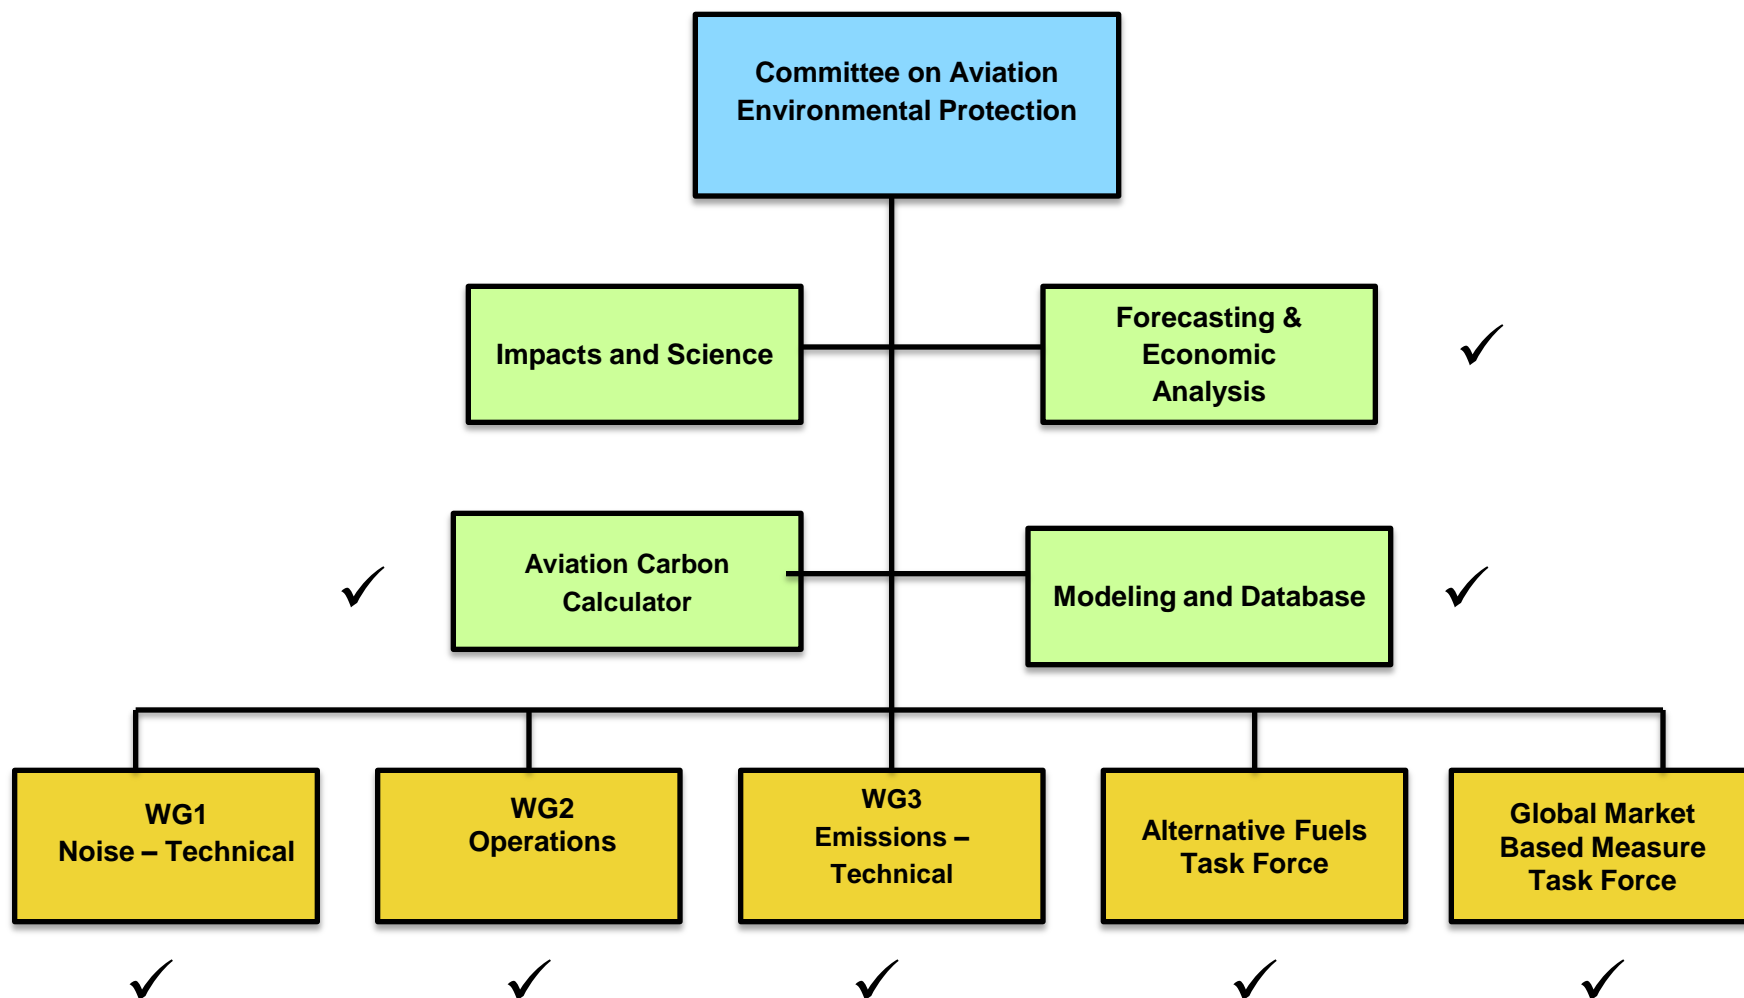 Committee on Aviation
Environmental Protection
Impacts and Science
Forecasting &
Economic
Analysis
Aviation Carbon
Calculator
Modeling and Database
WG1
Noise – Technical
WG2
Operations
WG3
Emissions –
Technical
Alternative Fuels
Task Force
Global Market
Based Measure
Task Force